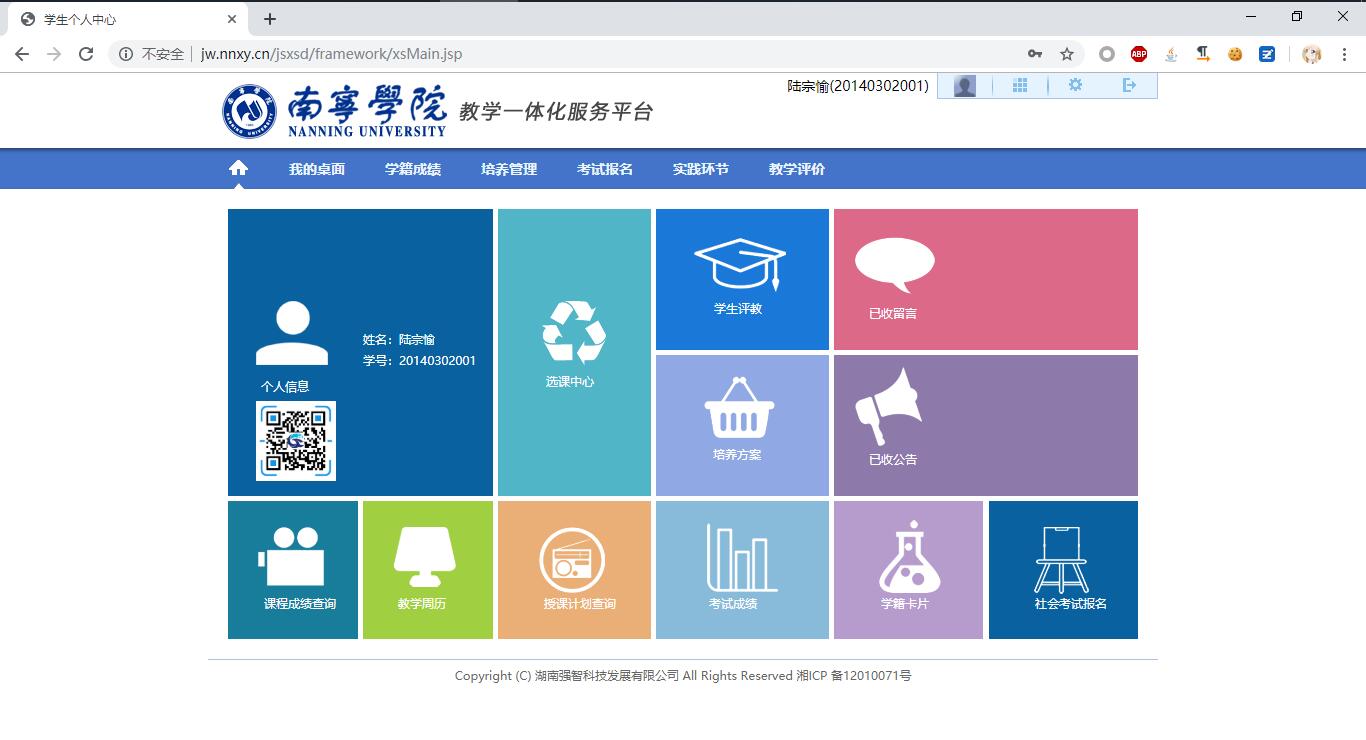 学生个人中心
不安全 jw.nnxy.cn/jsxsd/framework/xsMain.jsp
ABP
陆宗愉(20140302001)
南寧學院
NANNING UNIVERSITY
教学一体化服务平台
我的桌面 学籍成绩 培养管理 考试报名 实践环节 教学评价
姓名：陆宗愉
学号：20140302001
个人信息
选课中心
学生评教
已收留言
培养方案
已收公告
课程成绩查询
教学周历
授课计划查询
考试成绩
学籍卡片
社会考试报名
Copyright (C) 湖南强智科技发展有限公司 All Rights Reserved 湘ICP 备12010071号